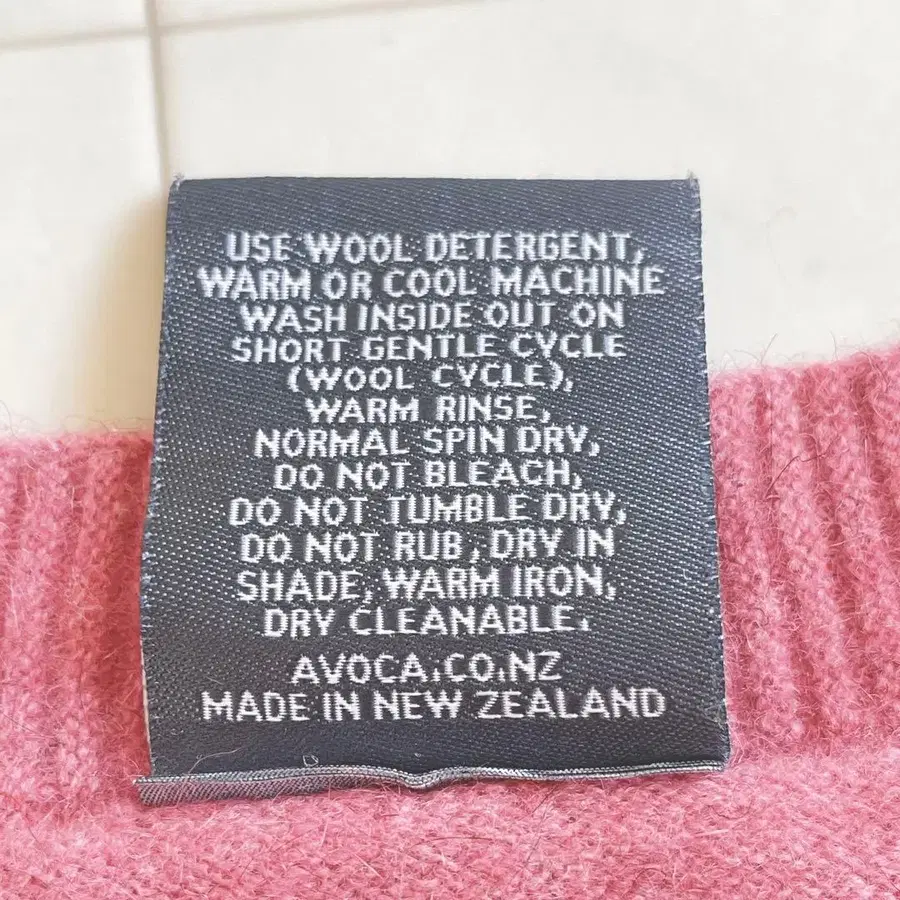 USE WOOL DETERGENT,
WARM OR COOL MACHINE
WASH INSIDE OUT ON
SHORT GENTLE CYCLE
(WOOL CYCLE),
WARM RINSE,
NORMAL SPIN DRY,
DO NOT BLEACH,
DO NOT TUMBLE DRY,
DO NOT RUB, DRY IN
SHADE, WARM IRON,
DRY CLEANABLE.
AVOCA.CO.NZ
MADE IN NEW ZEALAND